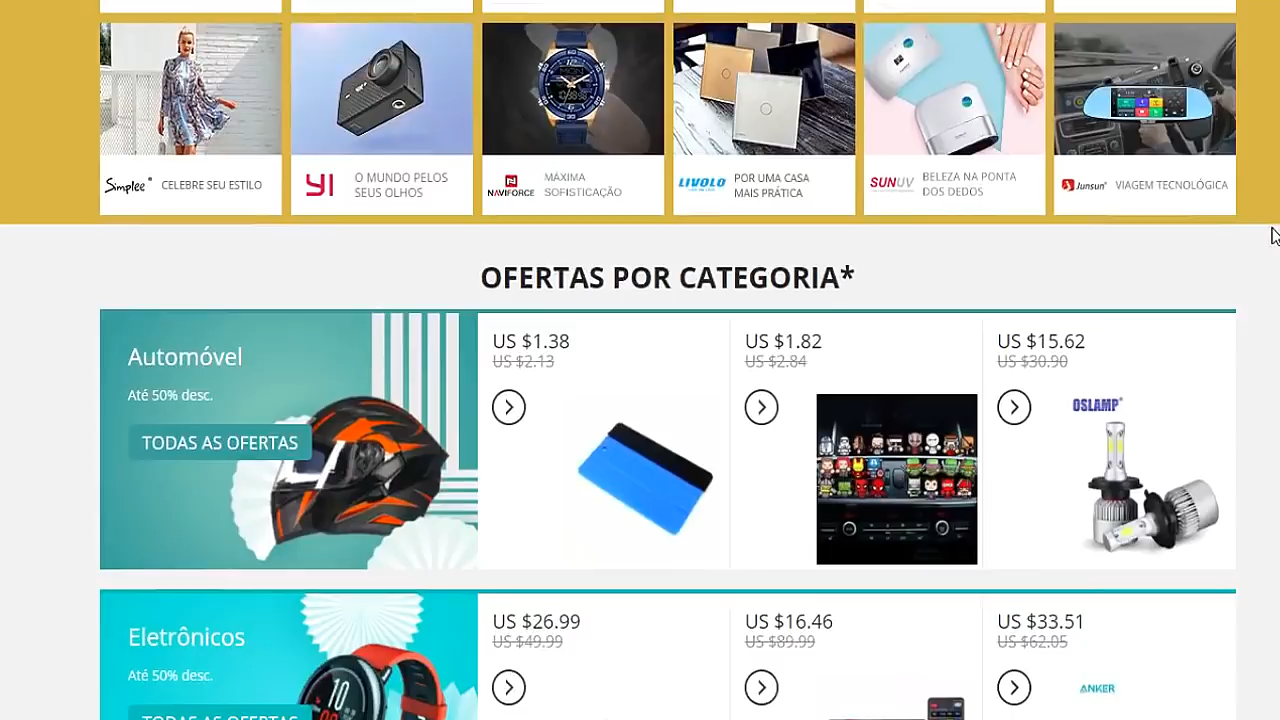 Simplee
CELEBRE SEU ESTILO
YI
O MUNDO PELOS
SEUS OLHOS
NAVIFORCE
MÁXIMA
SOFISTICAÇÃO
LIVOLO
POR UMA CASA
MAIS PRÁTICA
SUNUV
BELEZA NA PONTA
DOS DEDOS
Junsun
VIAGEM TECNOLÓGICA
OFERTAS POR CATEGORIA*
Automóvel
Até 50% desc.
TODAS AS OFERTAS
US $1.38
US $2.13
US $1.82
US $2.84
US $15.62
US $30.90
OSLAMP
Eletrônicos
Até 50% desc.
TODAS AS OFERTAS
US $26.99
US $49.99
US $16.46
US $89.99
US $33.51
US $62.05
ANKER